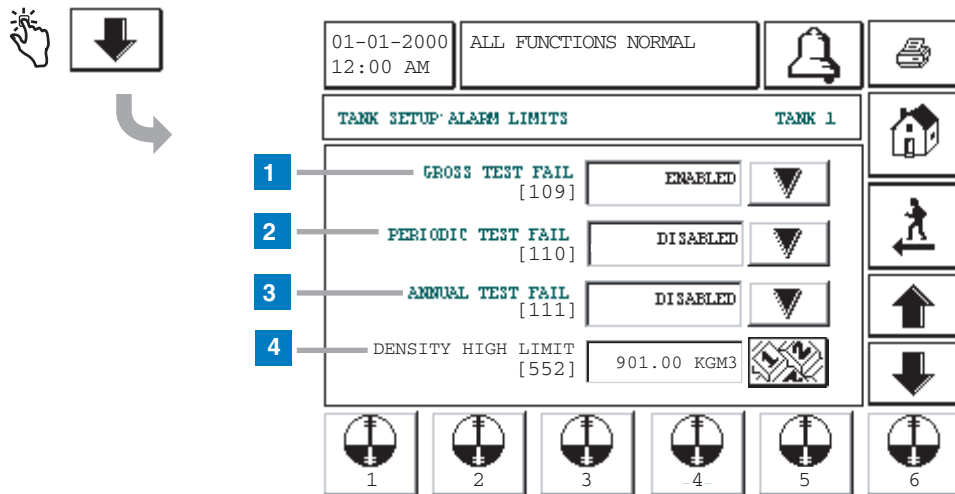 01-01-2000 ALL FUNCTIONS NORMAL
12:00 AM
TANK SETUP: ALARM LIMITS TANK 1
1 GROSS TEST FAIL ENABLED
[109]
2 PERIODIC TEST FAIL DISABLED
[110]
3 ANNUAL TEST FAIL DISABLED
[111]
4 DENSITY HIGH LIMIT 901.00 KGM3
[552]
1 2 3 4 5 6